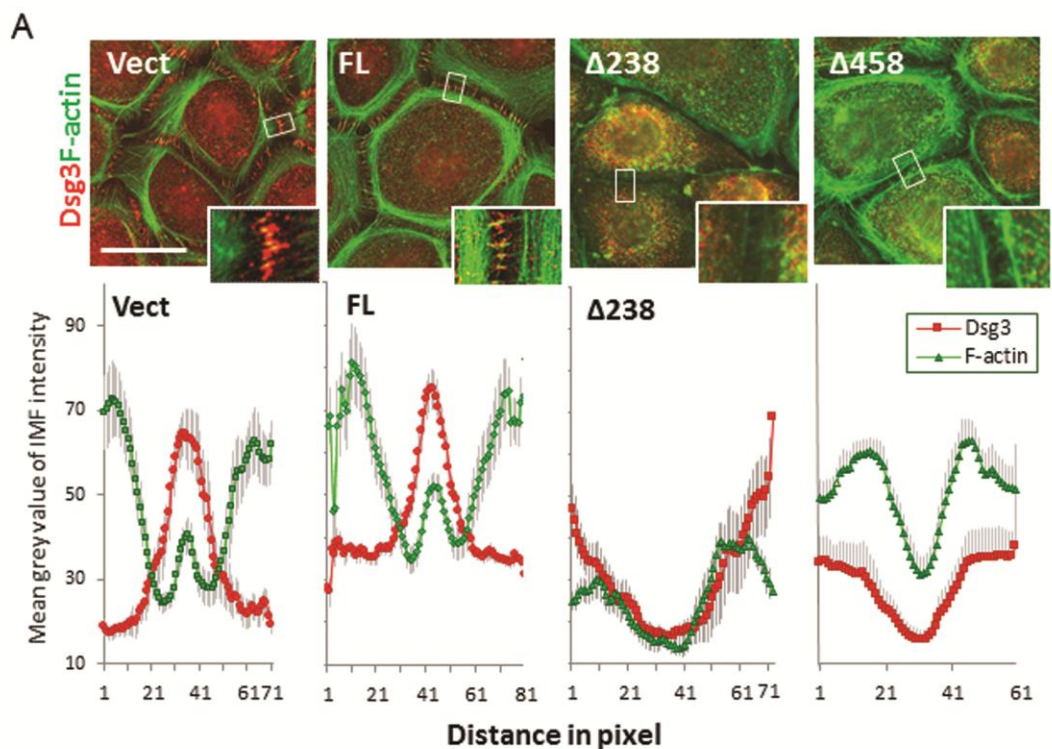 A
Vect
FL
Δ238
Δ458
Dsg3F-actin
Vect
FL
Δ238
Dsg3
F-actin
Mean grey value of IMF intensity
90
70
50
30
10
1 21 41 6171
1 21 41 61 81
1 21 41 61 71
1 21 41 61
Distance in pixel